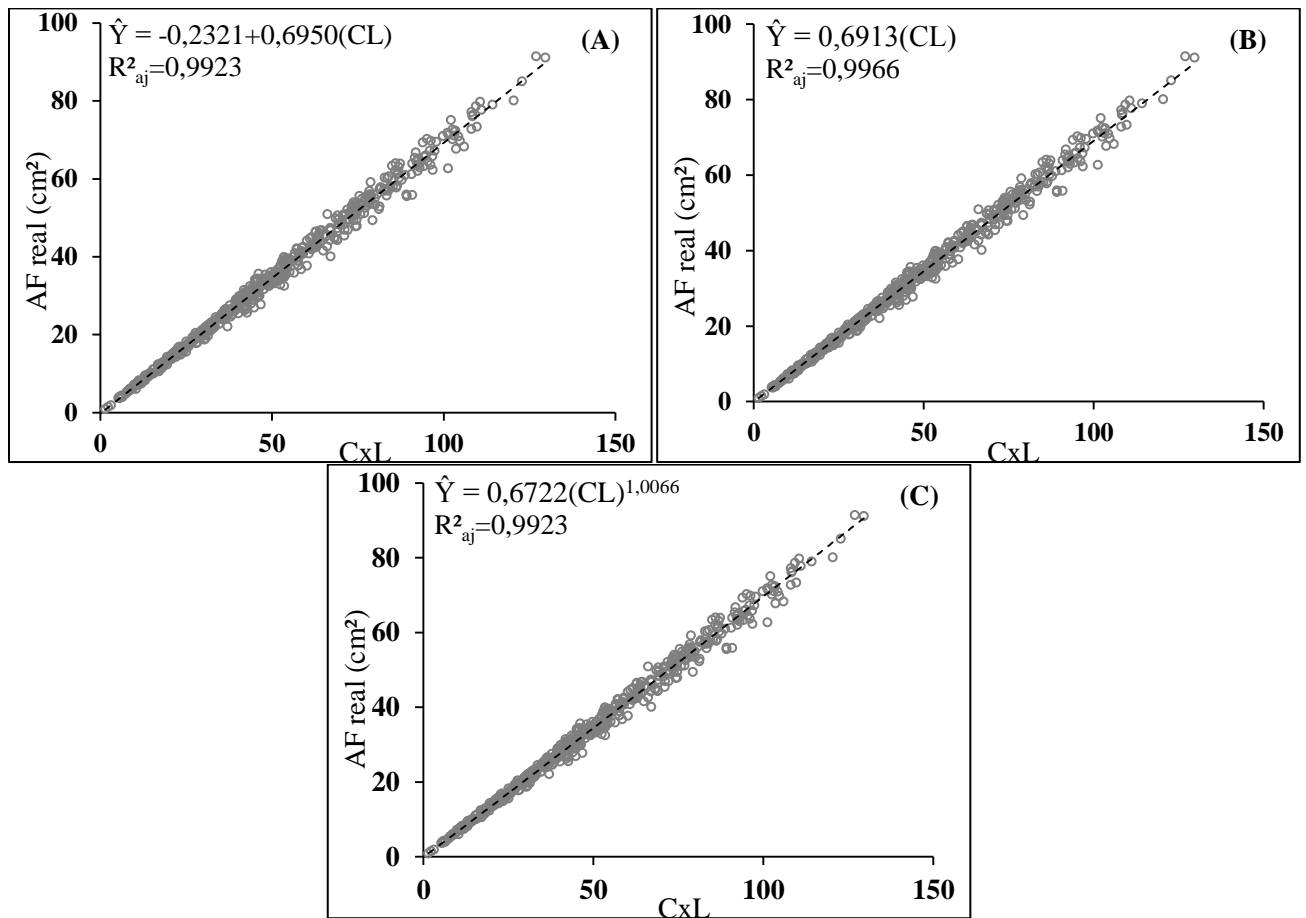 Ŷ = -0,2321+0,6950(CL)
R²aj=0,9923
(A)
100
80
60
40
20
0
AF real (cm²)
0 50 100 150
CxL
Ŷ = 0,6913(CL)
R²aj=0,9966
(B)
100
80
60
40
20
0
AF real (cm²)
0 50 100 150
CxL
Ŷ = 0,6722(CL)^1,0066
R²aj=0,9923
(C)
100
80
60
40
20
0
AF real (cm²)
0 50 100 150
CxL